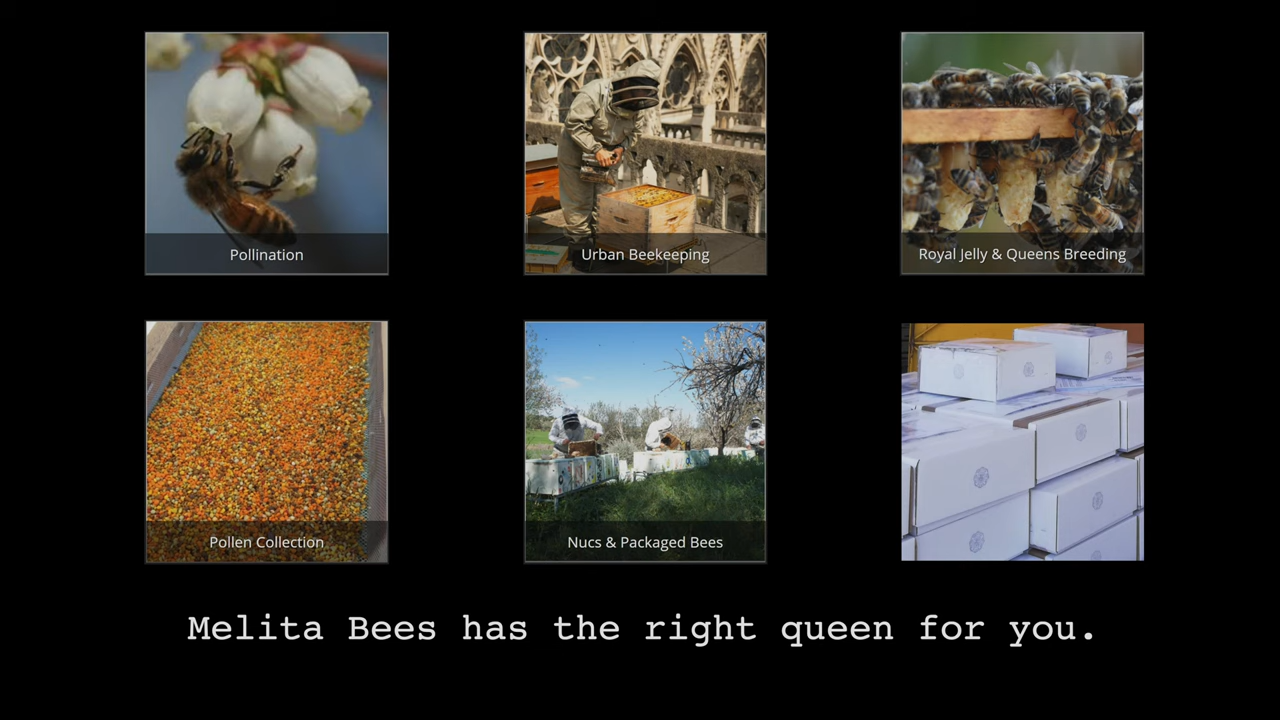 Pollination
Urban Beekeeping
Royal Jelly & Queens Breeding
Pollen Collection
Nucs & Packaged Bees
Melita Bees has the right queen for you.